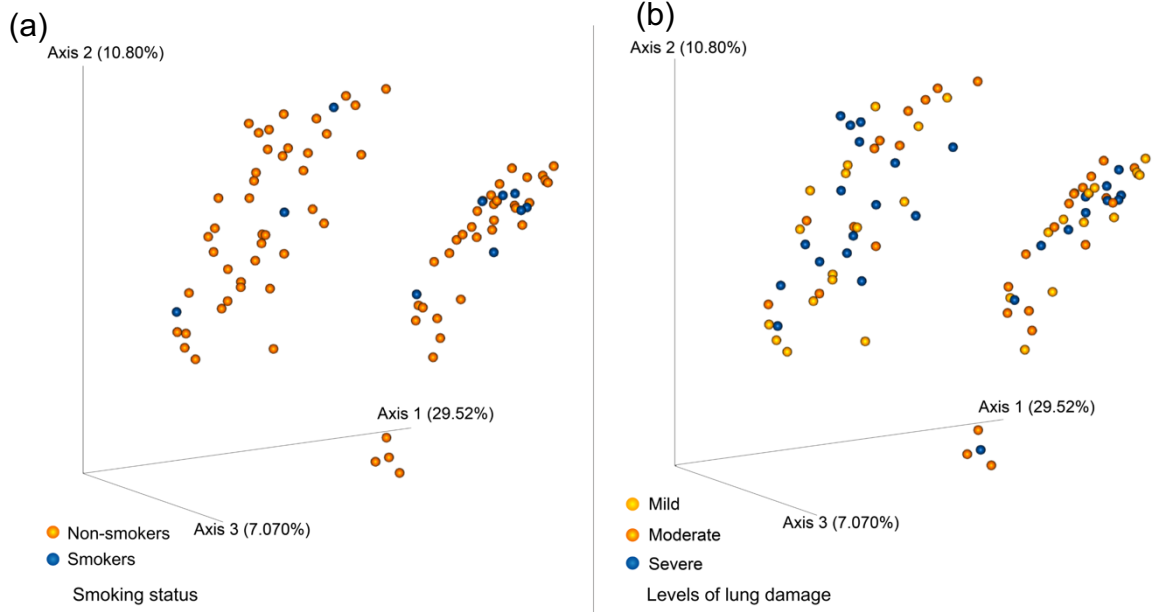 (a)
Axis 2 (10.80%)
Axis 1 (29.52%)
Axis 3 (7.070%)
Non-smokers
Smokers
Smoking status
(b)
Axis 2 (10.80%)
Axis 1 (29.52%)
Axis 3 (7.070%)
Mild
Moderate
Severe
Levels of lung damage